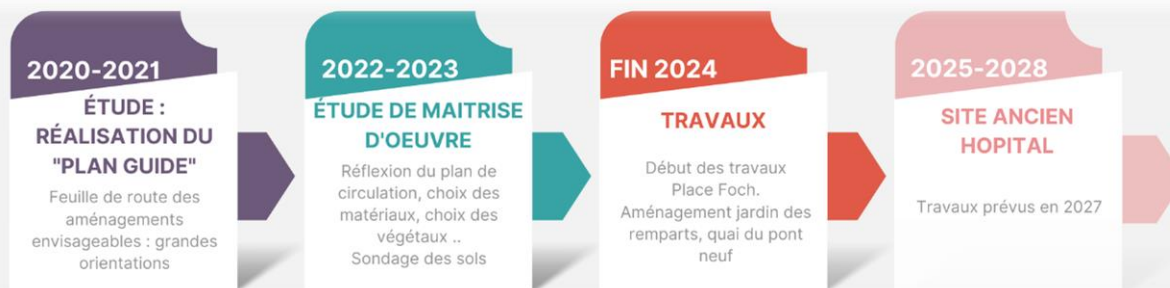 2020-2021
ÉTUDE :
RÉALISATION DU
"PLAN GUIDE"
Feuille de route des
aménagements
envisageables : grandes
orientations
2022-2023
ÉTUDE DE MAITRISE
D'OEUVRE
Réflexion du plan de
circulation, choix des
matériaux, choix des
végétaux ..
Sondage des sols
FIN 2024
TRAVAUX
Début des travaux
Place Foch.
Aménagement jardin des
remparts, quai du pont
neuf
2025-2028
SITE ANCIEN
HOPITAL
Travaux prévus en 2027